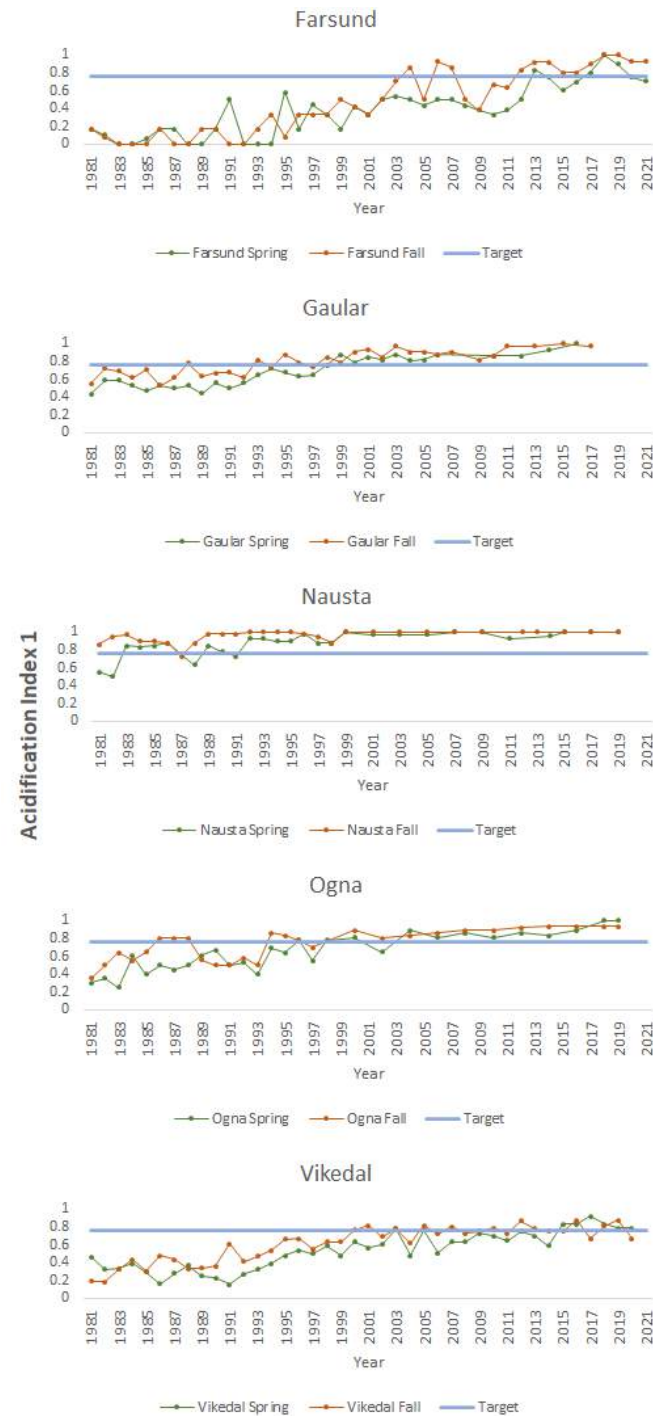 Farsund
1
0.8
0.6
0.4
0.2
0
1981 1983 1985 1987 1989 1991 1993 1995 1997 1999 2001 2003 2005 2007 2009 2011 2013 2015 2017 2019 2021
Year
Farsund Spring Farsund Fall Target
Gaular
1
0.8
0.6
0.4
0.2
0
1981 1983 1985 1987 1989 1991 1993 1995 1997 1999 2001 2003 2005 2007 2009 2011 2013 2015 2017 2019 2021
Year
Gaular Spring Gaular Fall Target
Acidification Index 1
Nausta
1
0.8
0.6
0.4
0.2
0
1981 1983 1985 1987 1989 1991 1993 1995 1997 1999 2001 2003 2005 2007 2009 2011 2013 2015 2017 2019 2021
Year
Nausta Spring Nausta Fall Target
Ogna
1
0.8
0.6
0.4
0.2
0
1981 1983 1985 1987 1989 1991 1993 1995 1997 1999 2001 2003 2005 2007 2009 2011 2013 2015 2017 2019 2021
Year
Ogna Spring Ogna Fall Target
Vikedal
1
0.8
0.6
0.4
0.2
0
1981 1983 1985 1987 1989 1991 1993 1995 1997 1999 2001 2003 2005 2007 2009 2011 2013 2015 2017 2019 2021
Year
Vikedal Spring Vikedal Fall Target